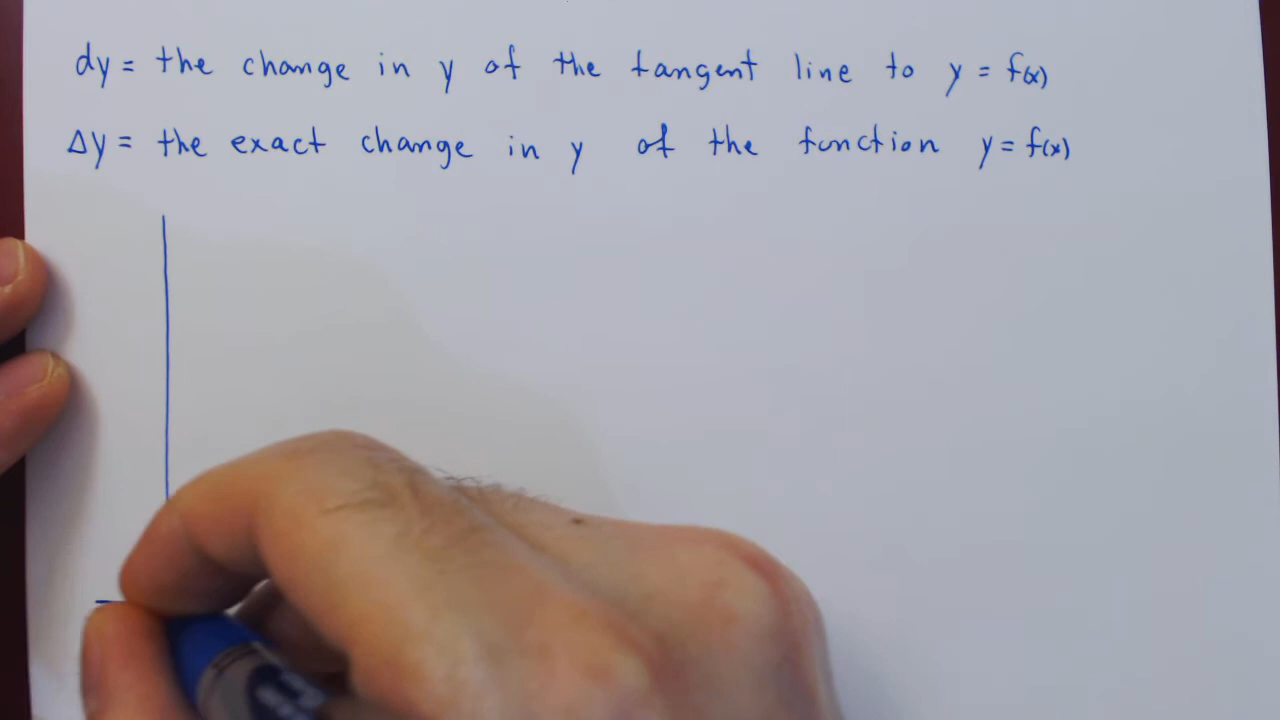 dy = the change in y of the tangent line to y = f(x)
Δy = the exact change in y of the function y = f(x)